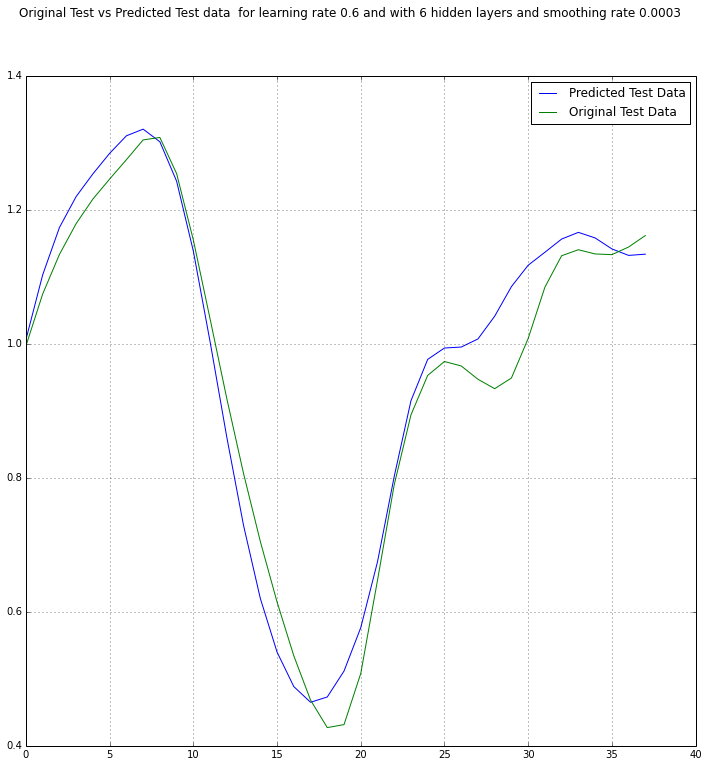 Original Test vs Predicted Test data  for learning rate 0.6 and with 6 hidden layers and smoothing rate 0.0003
1.4
Predicted Test Data
Original Test Data
1.2
1.0
0.8
0.6
0.4
0 5 10 15 20 25 30 35 40